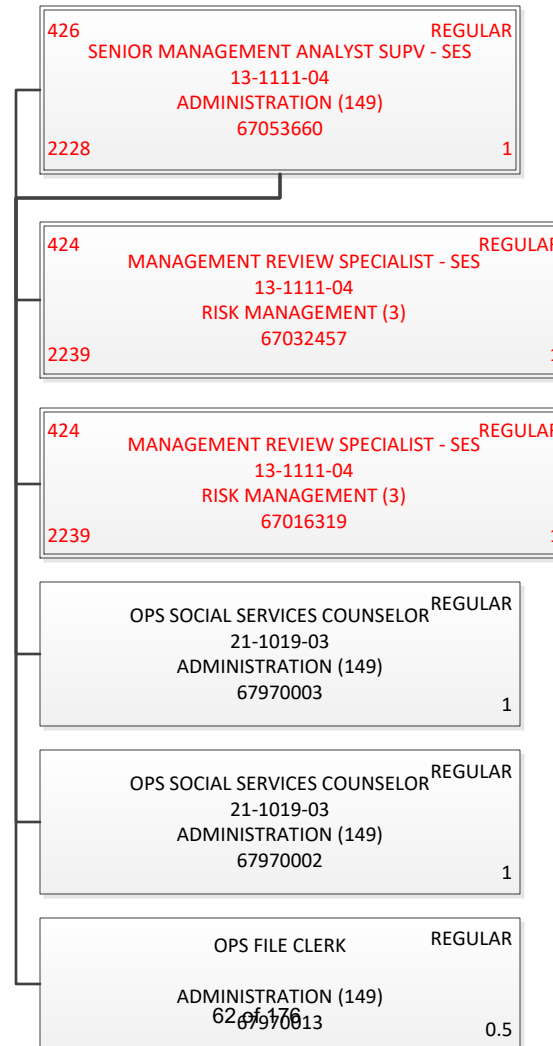 426 REGULAR
SENIOR MANAGEMENT ANALYST SUPV - SES
13-1111-04
ADMINISTRATION (149)
67053660
2228 1
424 REGULAR
MANAGEMENT REVIEW SPECIALIST - SES
13-1111-04
RISK MANAGEMENT (3)
67032457
2239 1
424 REGULAR
MANAGEMENT REVIEW SPECIALIST - SES
13-1111-04
RISK MANAGEMENT (3)
67016319
2239 1
REGULAR
OPS SOCIAL SERVICES COUNSELOR
21-1019-03
ADMINISTRATION (149)
67970003
1
REGULAR
OPS SOCIAL SERVICES COUNSELOR
21-1019-03
ADMINISTRATION (149)
67970002
1
OPS FILE CLERK REGULAR
ADMINISTRATION (149)
62 of 176
67970013
0.5